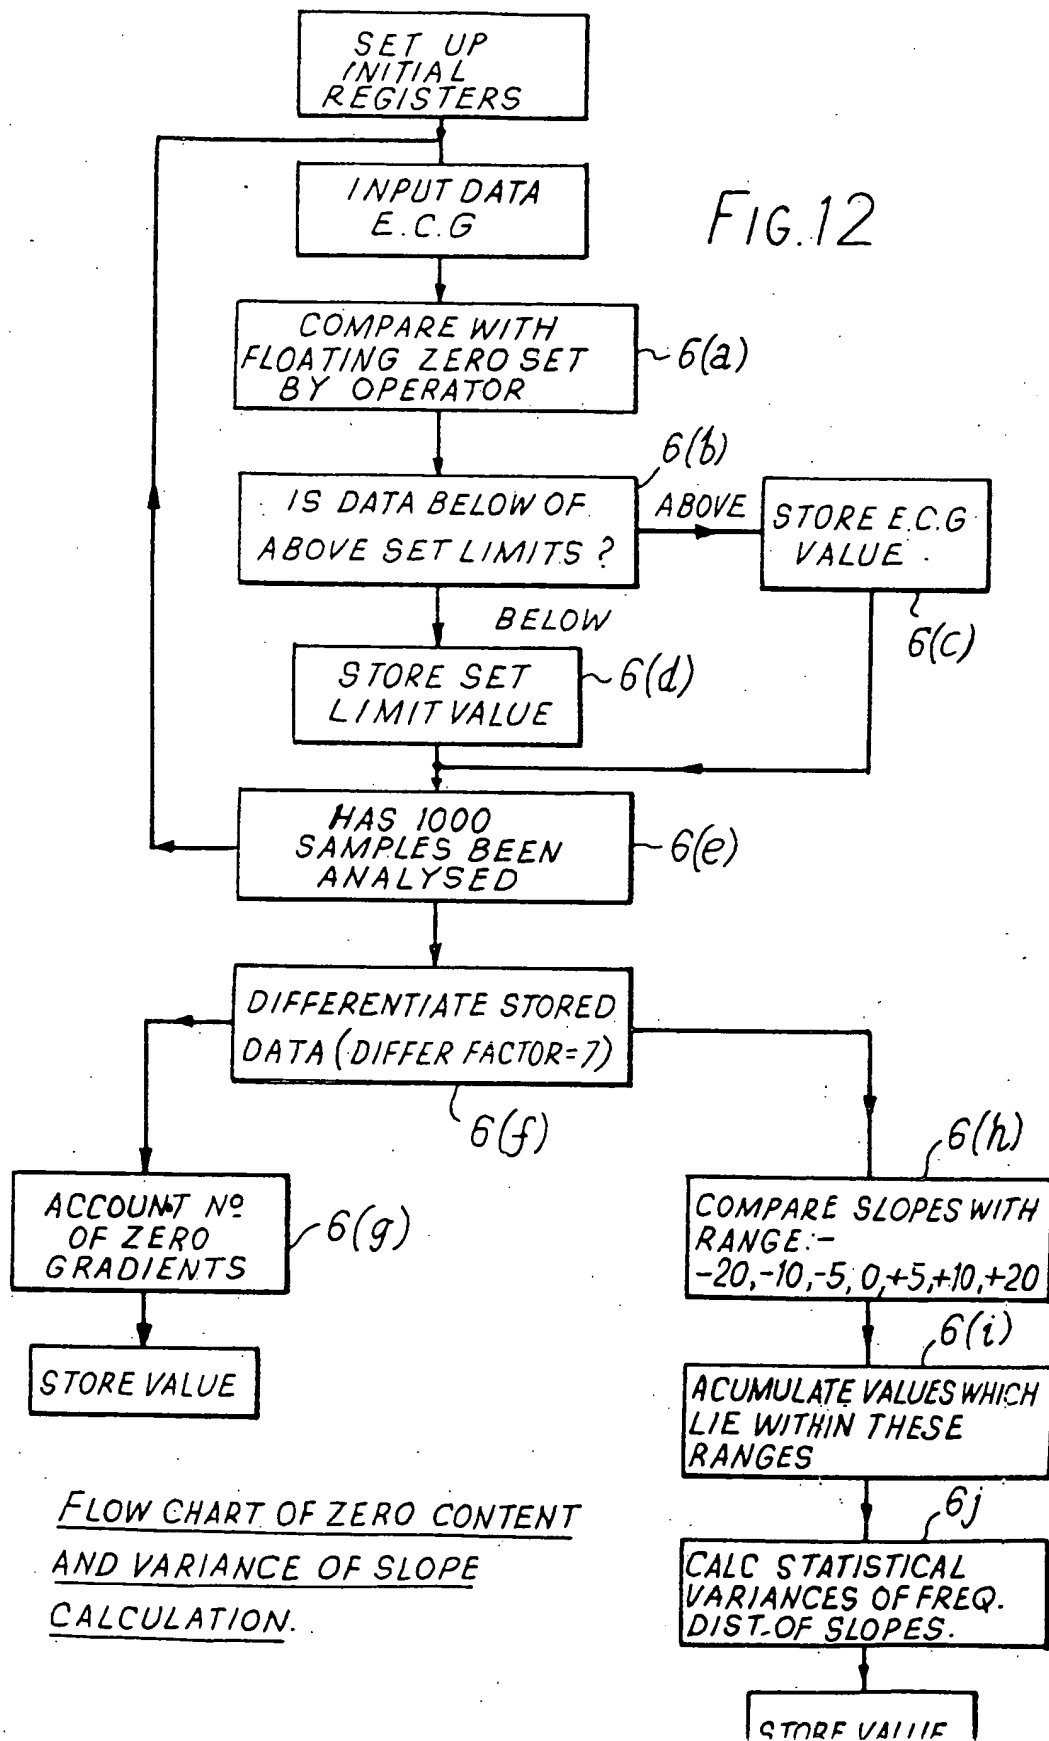 SET UP
INITIAL
REGISTERS
INPUT DATA
E.C.G
FIG.12
COMPARE WITH
FLOATING ZERO SET
BY OPERATOR
6(a)
6(b)
IS DATA BELOW OF
ABOVE SET LIMITS ?
ABOVE
STORE E.C.G
VALUE
6(c)
BELOW
STORE SET
LIMIT VALUE
6(d)
HAS 1000
SAMPLES BEEN
ANALYSED
6(e)
DIFFERENTIATE STORED
DATA (DIFFER FACTOR=7)
6(f)
ACCOUNT Nº
OF ZERO
GRADIENTS
6(g)
STORE VALUE
6(h)
COMPARE SLOPES WITH
RANGE:-
-20,-10,-5,0,+5,+10,+20
6(i)
ACUMULATE VALUES WHICH
LIE WITHIN THESE
RANGES
6j
CALC STATISTICAL
VARIANCES OF FREQ.
DIST. OF SLOPES.
STORE VALUE
FLOW CHART OF ZERO CONTENT
AND VARIANCE OF SLOPE
CALCULATION.